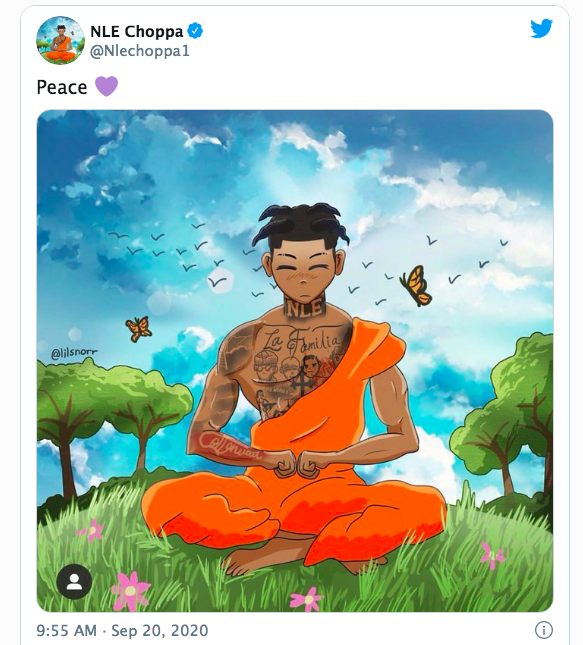 NLE Choppa
@Nlechoppa1
Peace 💜
NLE
La Familia
@lilsnorr
9:55 AM · Sep 20, 2020